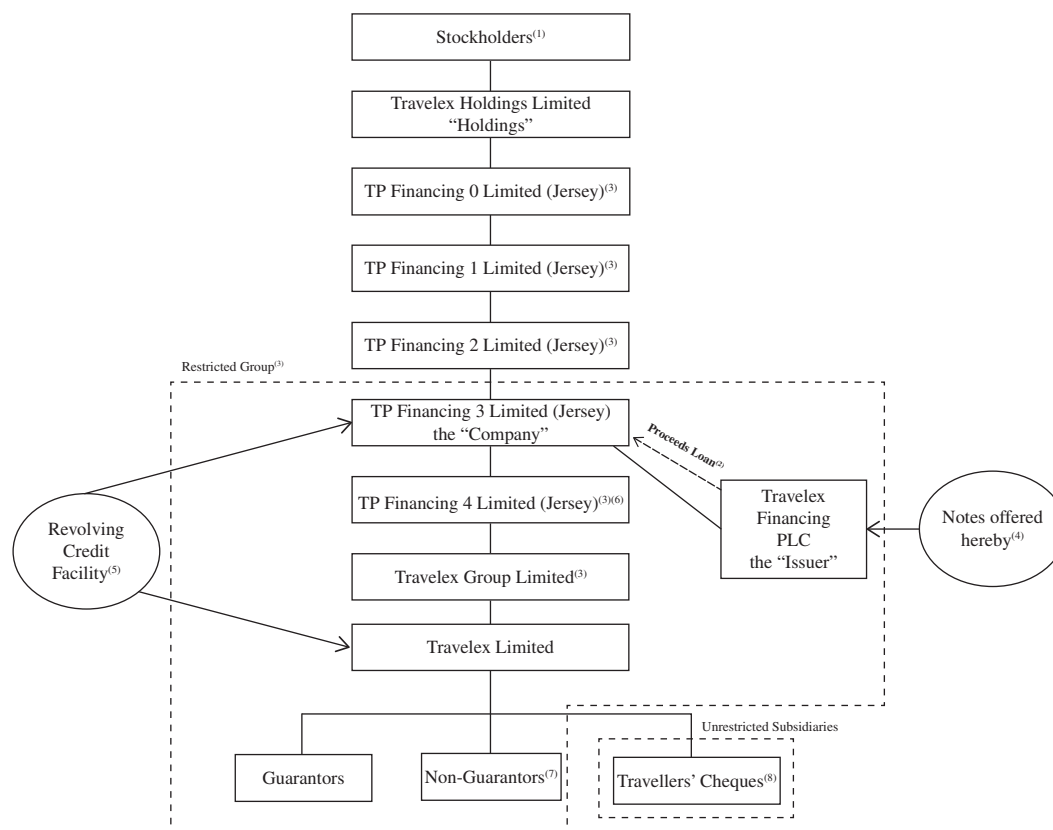 Stockholders(1)
Travelex Holdings Limited
“Holdings”
TP Financing 0 Limited (Jersey)(3)
TP Financing 1 Limited (Jersey)(3)
TP Financing 2 Limited (Jersey)(3)
Restricted Group(3)
TP Financing 3 Limited (Jersey)
the “Company”
Proceeds Loan(2)
TP Financing 4 Limited (Jersey)(3)(6)
Travelex
Financing
PLC
the “Issuer”
Notes offered
hereby(4)
Revolving
Credit
Facility(5)
Travelex Group Limited(3)
Travelex Limited
Unrestricted Subsidiaries
Guarantors
Non-Guarantors(7)
Travellers’ Cheques(8)